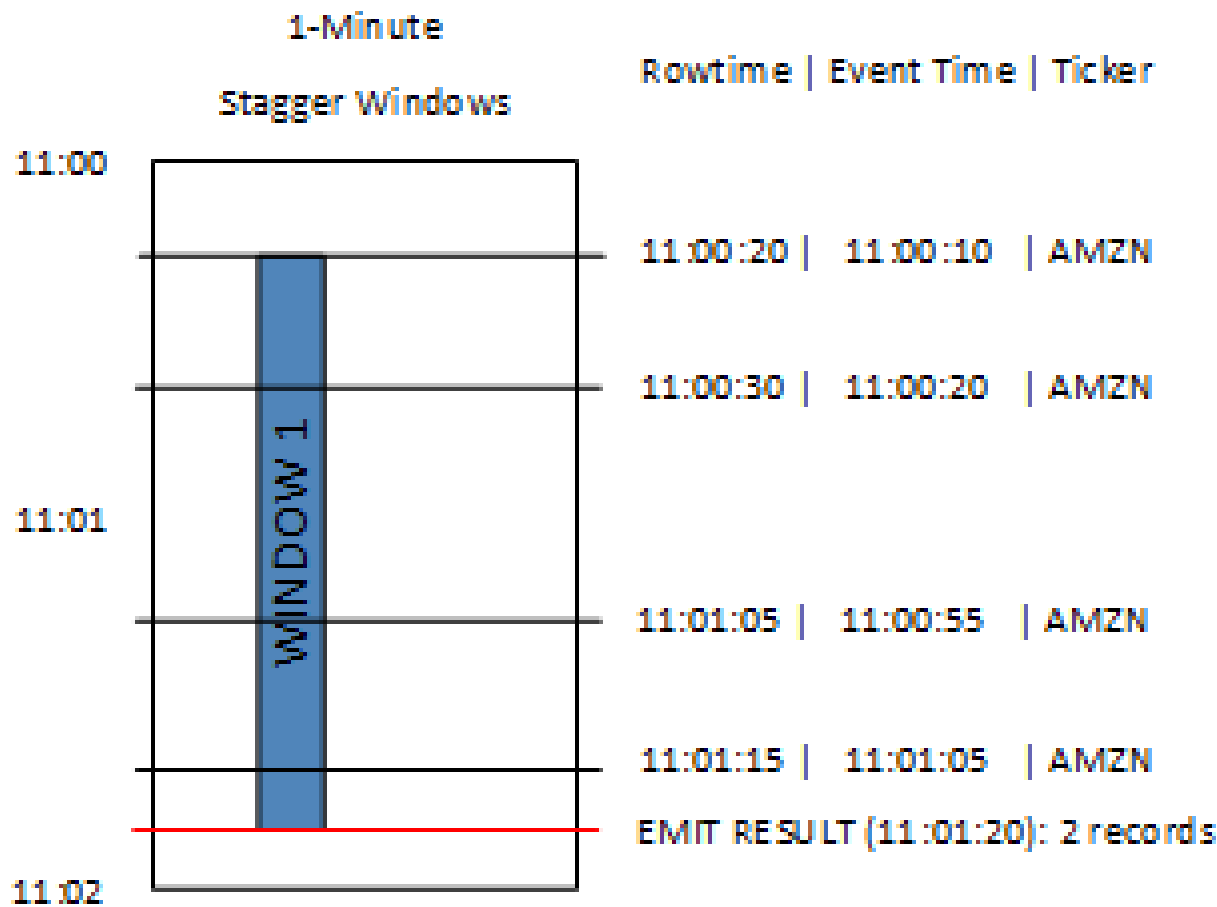 1-Minute
Stagger Windows
Rowtime | Event Time | Ticker
11:00
11:00:20 | 11:00:10 | AMZN
11:00:30 | 11:00:20 | AMZN
WINDOW 1
11:01
11:01:05 | 11:00:55 | AMZN
11:01:15 | 11:01:05 | AMZN
EMIT RESULT (11:01:20): 2 records
11:02